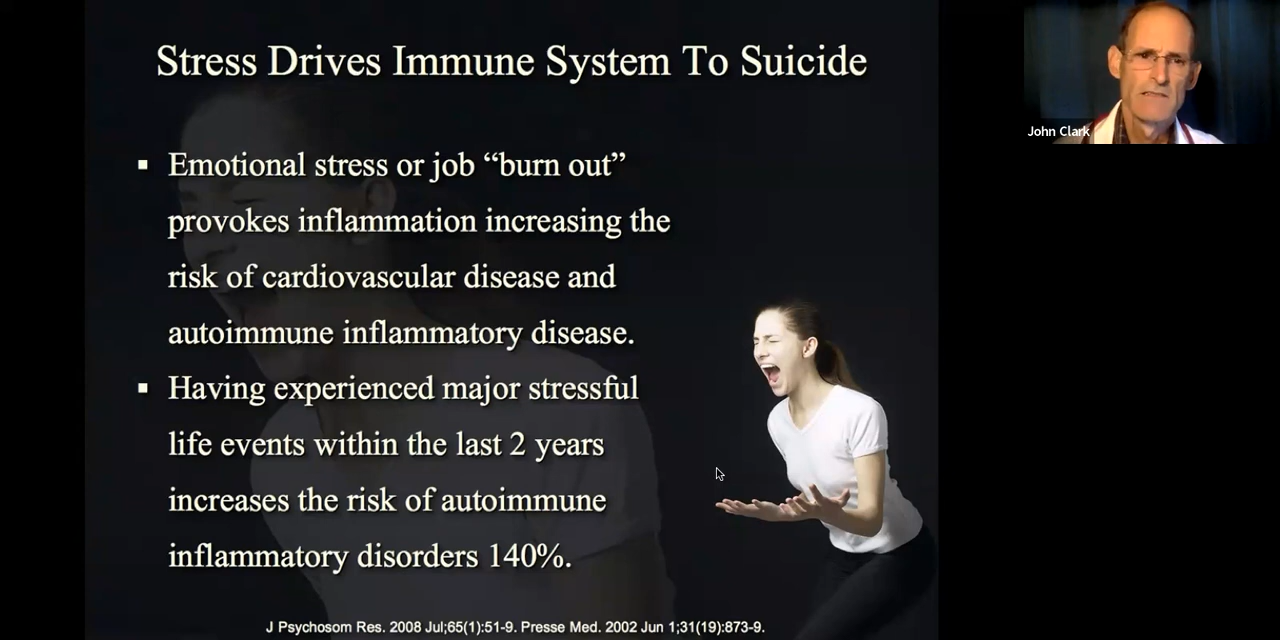 Stress Drives Immune System To Suicide
▪ Emotional stress or job “burn out”
provokes inflammation increasing the
risk of cardiovascular disease and
autoimmune inflammatory disease.
▪ Having experienced major stressful
life events within the last 2 years
increases the risk of autoimmune
inflammatory disorders 140%.
J Psychosom Res. 2008 Jul;65(1):51-9. Presse Med. 2002 Jun 1;31(19):873-9.
John Clark